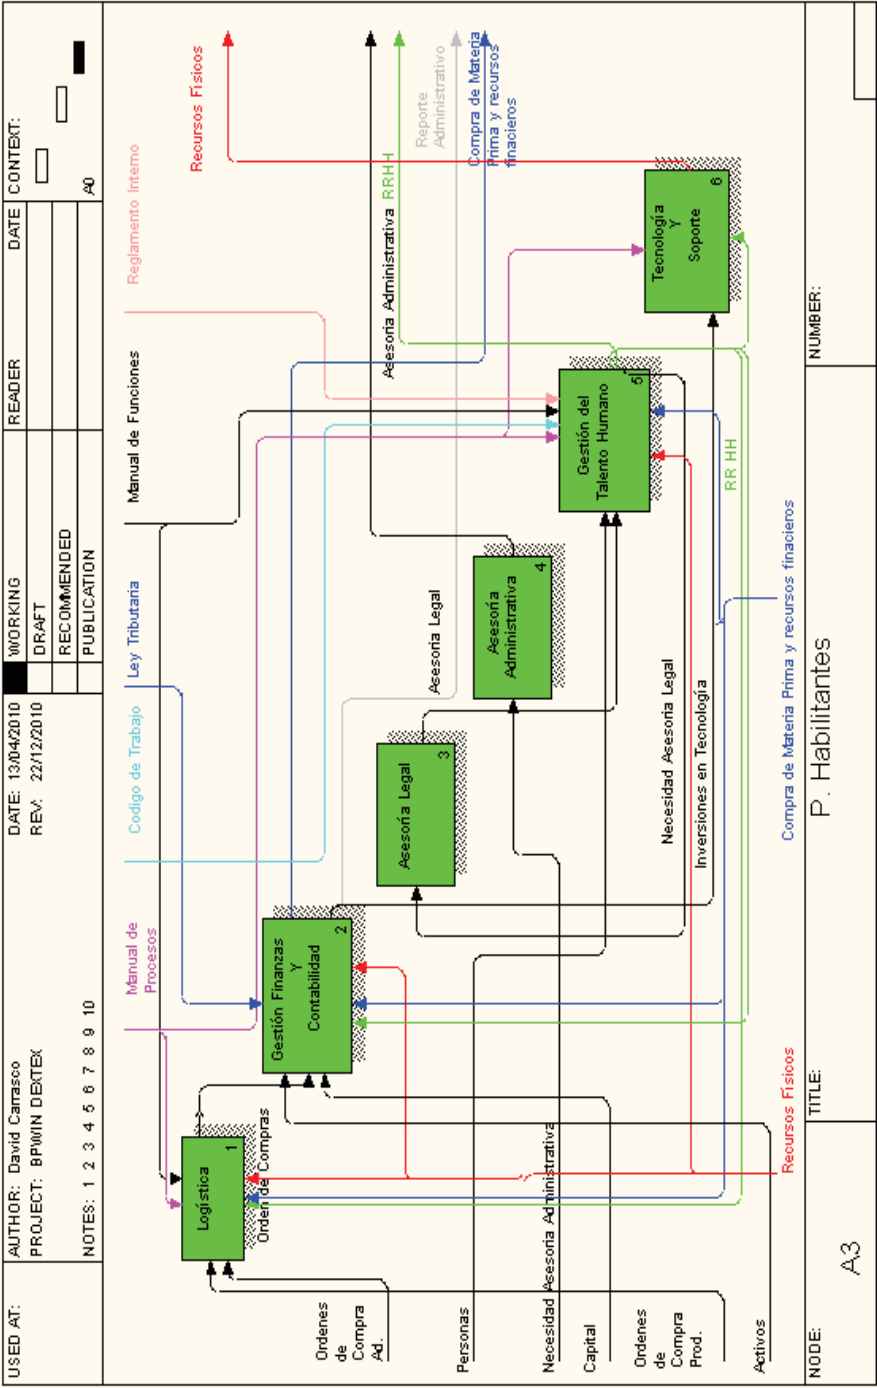 USED AT:
AUTHOR: David Carrasco
PROJECT: BPWIN DEXTEX
NOTES: 1 2 3 4 5 6 7 8 9 10
DATE: 13/04/2010
REV: 22/12/2010
WORKING
DRAFT
RECOMMENDED
PUBLICATION
READER
DATE
CONTEXT:
A0
Manual de
Procesos
Codigo de Trabajo
Ley Tributaria
Manual de Funciones
Reglamento Interno
Recursos Físicos
Asesoría Administrativa
RRHH
Reporte
Administrativo
Compra de Materia
Prima y recursos
finacieros
Logística
1
Orden de Compras
Gestión Finanzas
Y
Contabilidad
2
Asesoría Legal
3
Asesoria Legal
Asesoría
Administrativa
4
Gestión del
Talento Humano
5
Tecnología
Y
Soporte
6
Necesidad Asesoria Legal
Inversiones en Tecnología
RR HH
Ordenes
de
Compra
Ad.
Personas
Necesidad Asesoria Administrativa
Capital
Ordenes
de
Compra
Prod.
Activos
Recursos Físicos
Compra de Materia Prima y recursos finacieros
NODE:
A3
TITLE:
P. Habilitantes
NUMBER: